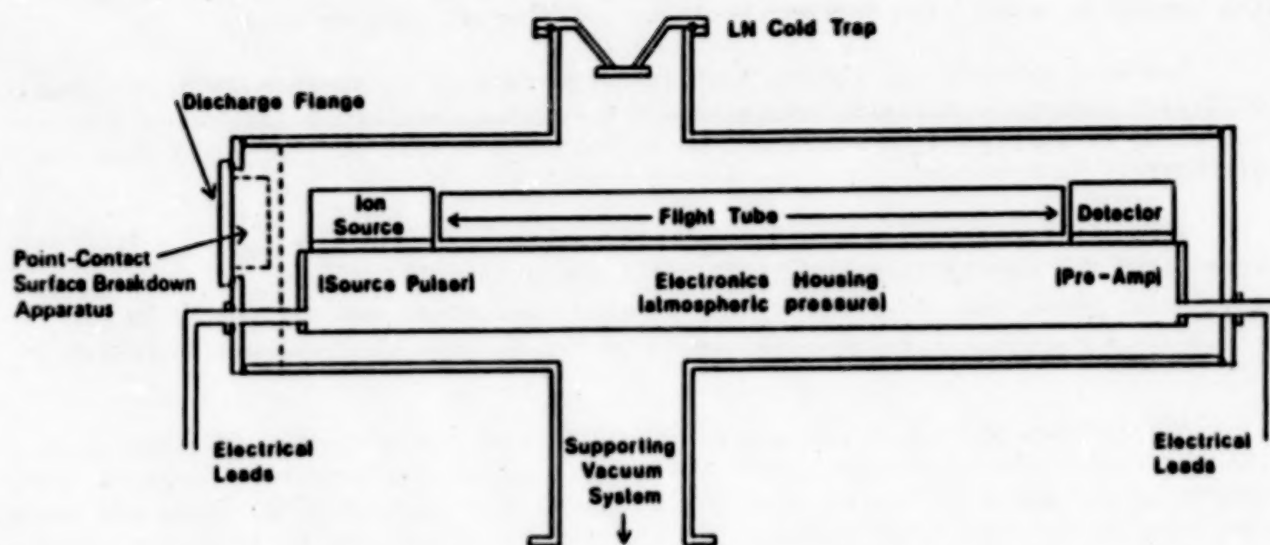 LN Cold Trap
Discharge Flange
Ion
Source
Flight Tube
Detector
Point-Contact
Surface Breakdown
Apparatus
[Source Pulser]
Electronics Housing
[atmospheric pressure]
[Pre-Amp]
Electrical
Leads
Supporting
Vacuum
System
Electrical
Leads